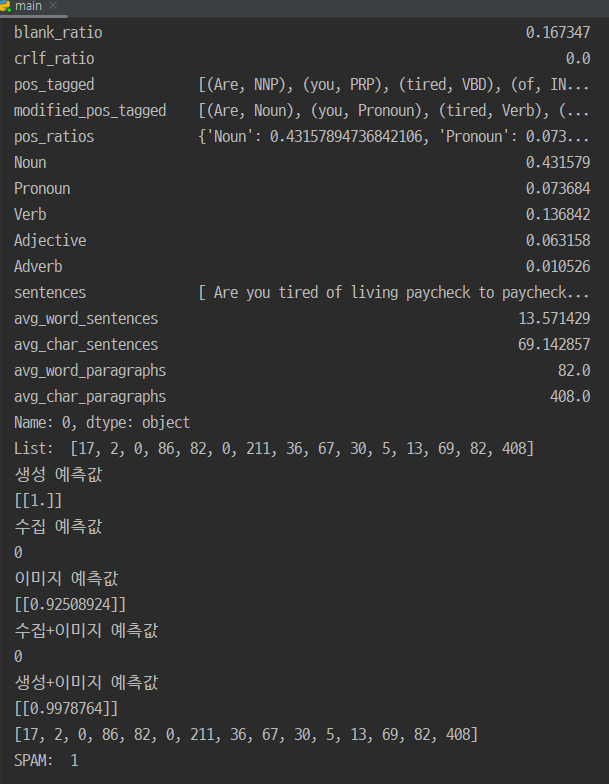 main
blank_ratio 0.167347
crlf_ratio 0.0
pos_tagged [(Are, NNP), (you, PRP), (tired, VBD), (of, IN...
modified_pos_tagged [(Are, Noun), (you, Pronoun), (tired, Verb), (...
pos_ratios {'Noun': 0.43157894736842106, 'Pronoun': 0.073...
Noun 0.431579
Pronoun 0.073684
Verb 0.136842
Adjective 0.063158
Adverb 0.010526
sentences [ Are you tired of living paycheck to paycheck...
avg_word_sentences 13.571429
avg_char_sentences 69.142857
avg_word_paragraphs 82.0
avg_char_paragraphs 408.0
Name: 0, dtype: object
List:  [17, 2, 0, 86, 82, 0, 211, 36, 67, 30, 5, 13, 69, 82, 408]
생성 예측값
[[1.]]
수집 예측값
0
이미지 예측값
[[0.92508924]]
수집+이미지 예측값
0
생성+이미지 예측값
[[0.9978764]]
[17, 2, 0, 86, 82, 0, 211, 36, 67, 30, 5, 13, 69, 82, 408]
SPAM:  1